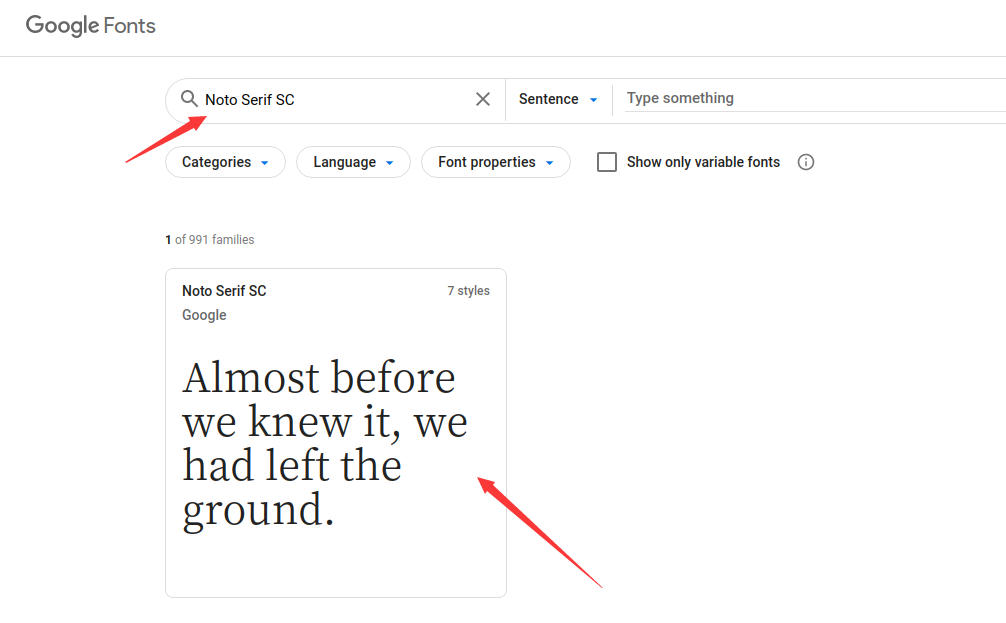 Google Fonts
Noto Serif SC
Sentence
Type something
Categories
Language
Font properties
Show only variable fonts
1 of 991 families
Noto Serif SC
7 styles
Google
Almost before
we knew it, we
had left the
ground.